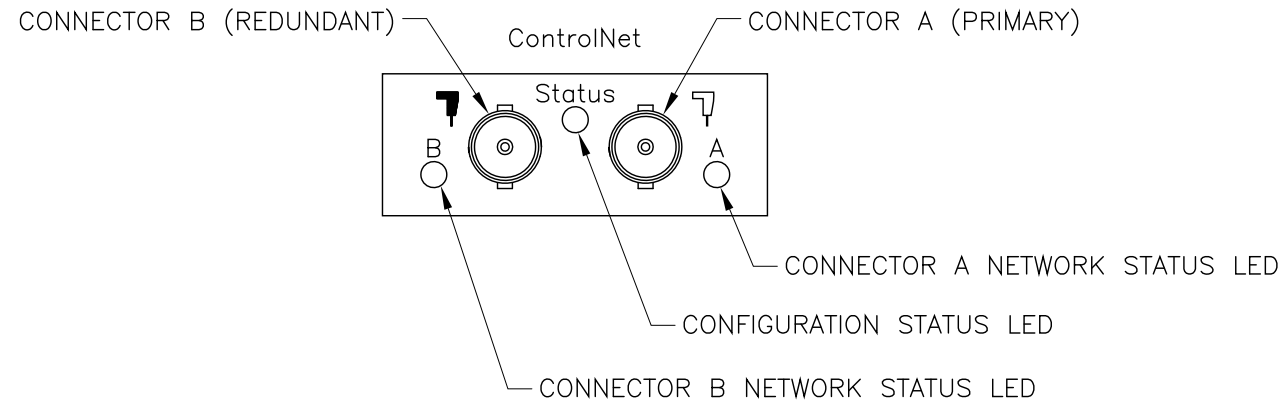 CONNECTOR B (REDUNDANT)
CONNECTOR A (PRIMARY)
ControlNet
Status
B
A
CONNECTOR A NETWORK STATUS LED
CONFIGURATION STATUS LED
CONNECTOR B NETWORK STATUS LED